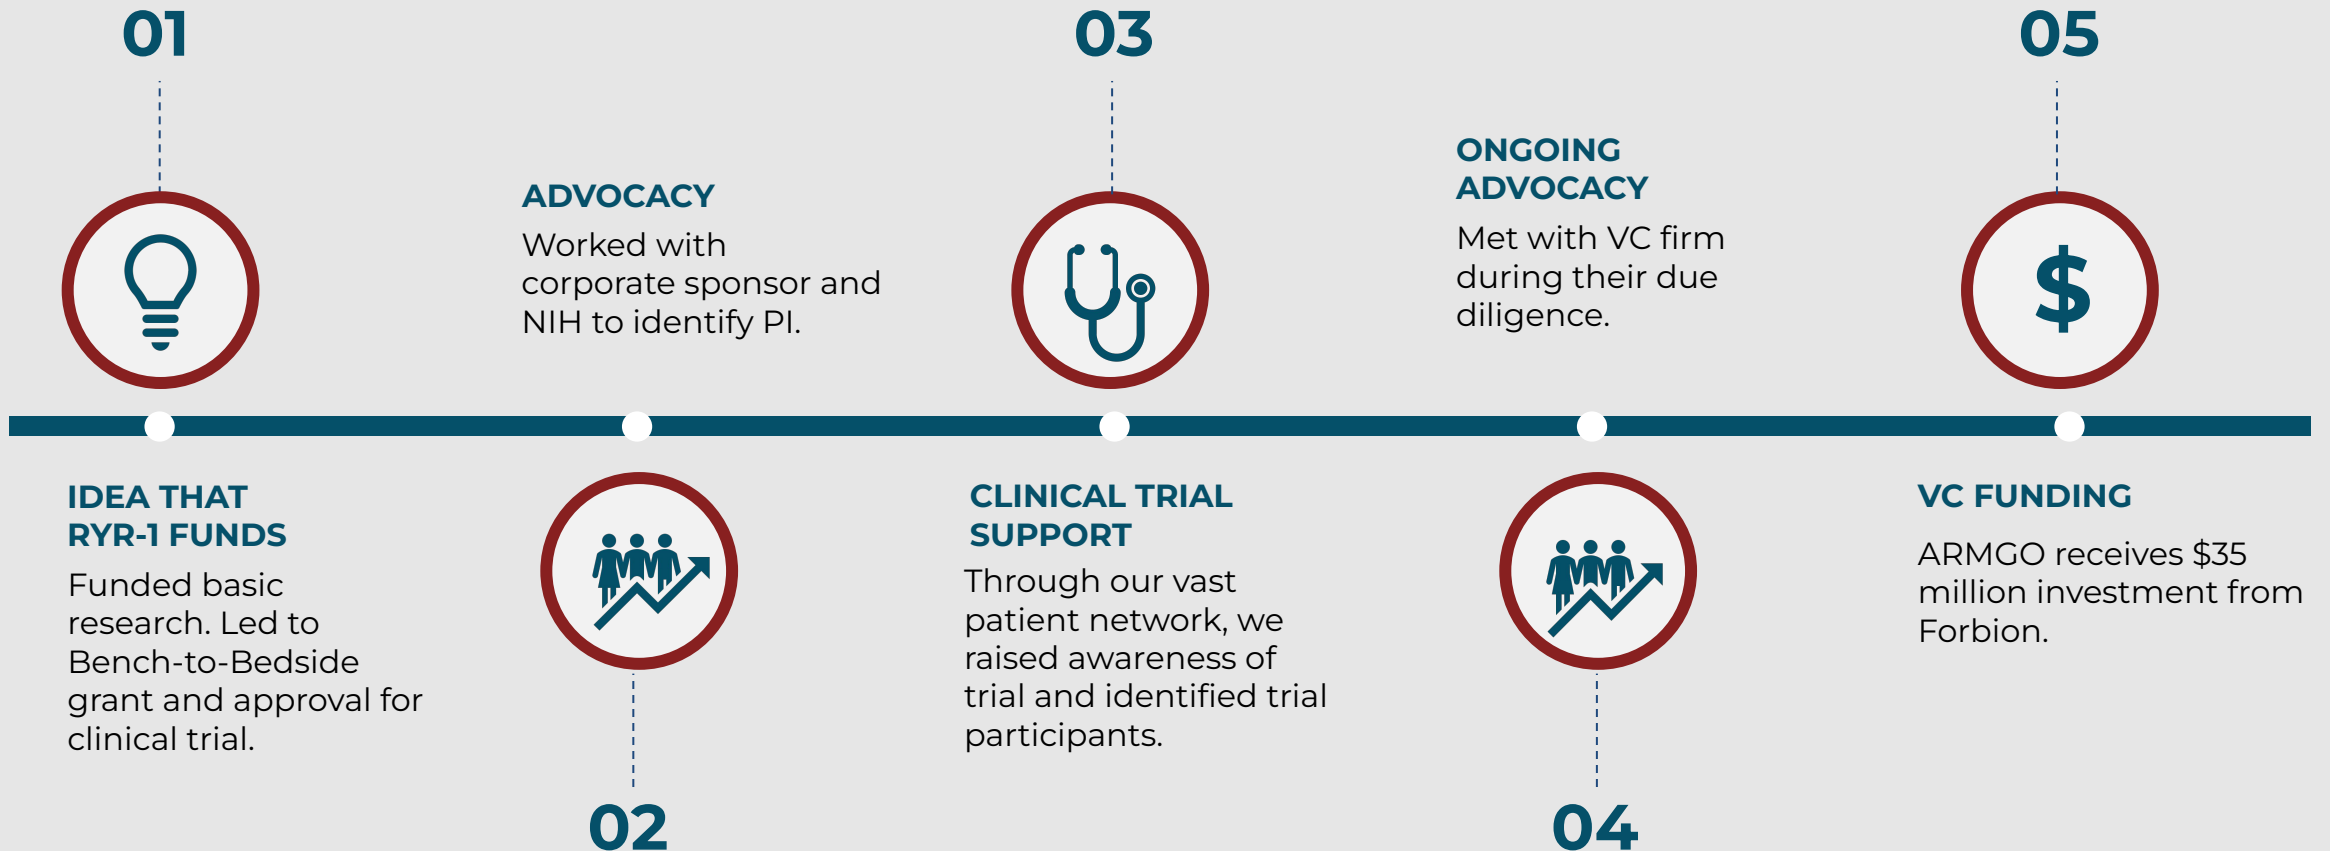 01
IDEA THAT
RYR-1 FUNDS
Funded basic
research. Led to
Bench-to-Bedside
grant and approval for
clinical trial.
ADVOCACY
Worked with
corporate sponsor and
NIH to identify PI.
02
03
CLINICAL TRIAL
SUPPORT
Through our vast
patient network, we
raised awareness of
trial and identified trial
participants.
ONGOING
ADVOCACY
Met with VC firm
during their due
diligence.
04
05
$
VC FUNDING
ARMGO receives $35
million investment from
Forbion.